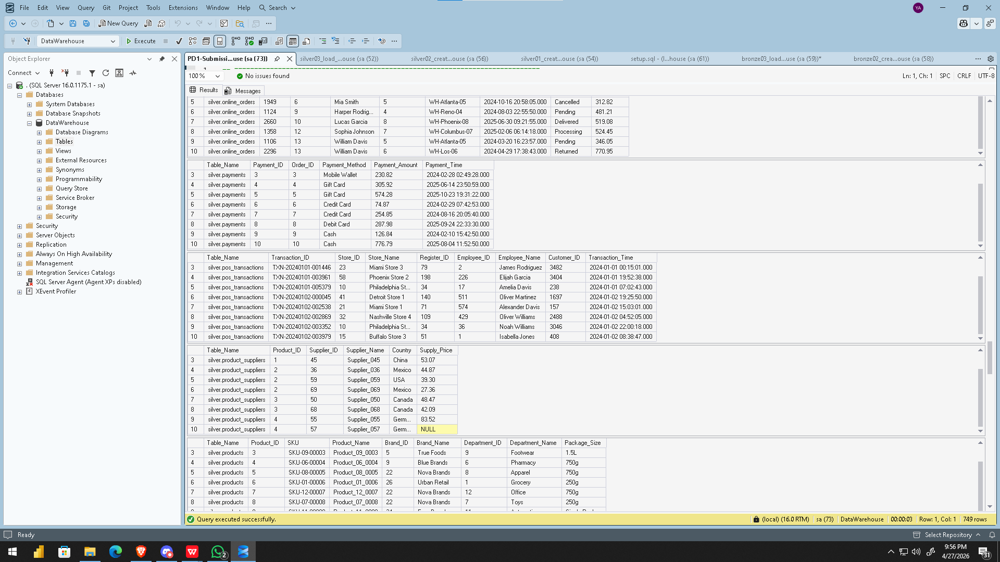 File Edit View Query Git Project Tools Extensions Window Help Search YA
New Query
DataWarehouse Execute
Object Explorer
Connect
. (SQL Server 16.0.1175.1 - sa)
Databases
System Databases
Database Snapshots
DataWarehouse
Database Diagrams
Tables
Views
External Resources
Synonyms
Programmability
Query Store
Service Broker
Storage
Security
Security
Server Objects
Replication
Always On High Availability
Management
Integration Services Catalogs
SQL Server Agent (Agent XPs disabled)
XEvent Profiler
PD1-Submissi...use (sa (73)) silver03_load_...ouse (sa (52)) silver02_creat...ouse (sa (56)) silver01_creat...ouse (sa (54)) setup.sql - (l...house (sa (61)) bronze03_load...use (sa (59))* bronze02_crea...ouse (sa (58))
100 % No issues found Ln: 1, Ch: 1 SPC CRLF UTF-8
Results Messages
5 silver.online_orders 1949 6 Mia Smith 5 WH-Atlanta-05 2024-10-16 20:58:05.000 Cancelled 312.82
6 silver.online_orders 1124 9 Harper Rodrig... 4 WH-Reno-04 2024-08-03 22:55:50.000 Pending 481.21
7 silver.online_orders 2660 10 Lucas Garcia 8 WH-Phoenix-08 2025-06-30 09:21:55.000 Delivered 519.08
8 silver.online_orders 1358 12 Sophia Johnson 7 WH-Columbus-07 2025-02-06 06:14:18.000 Processing 524.45
9 silver.online_orders 1106 13 William Davis 5 WH-Atlanta-05 2024-03-20 16:23:57.000 Pending 346.05
10 silver.online_orders 2296 13 William Davis 6 WH-Los-06 2024-04-29 17:38:43.000 Returned 770.95
Table_Name Payment_ID Order_ID Payment_Method Payment_Amount Payment_Time
3 silver.payments 3 3 Mobile Wallet 230.82 2024-02-28 02:49:28.000
4 silver.payments 4 4 Gift Card 305.92 2025-06-14 23:50:59.000
5 silver.payments 5 5 Gift Card 574.28 2025-10-23 19:31:22.000
6 silver.payments 6 6 Credit Card 74.87 2024-02-29 07:42:53.000
7 silver.payments 7 7 Credit Card 254.85 2024-08-16 20:05:40.000
8 silver.payments 8 8 Debit Card 287.98 2025-09-24 22:33:30.000
9 silver.payments 9 9 Cash 126.84 2024-02-10 15:42:50.000
10 silver.payments 10 10 Cash 776.79 2025-08-04 11:52:50.000
Table_Name Transaction_ID Store_ID Store_Name Register_ID Employee_ID Employee_Name Customer_ID Transaction_Time
3 silver.pos_transactions TXN-20240101-001446 23 Miami Store 3 79 2 James Rodriguez 3482 2024-01-01 00:15:01.000
4 silver.pos_transactions TXN-20240101-003961 58 Phoenix Store 2 198 226 Elijah Garcia 3404 2024-01-01 19:52:38.000
5 silver.pos_transactions TXN-20240101-005379 10 Philadelphia St... 34 17 Amelia Davis 238 2024-01-01 07:02:43.000
6 silver.pos_transactions TXN-20240102-000045 41 Detroit Store 1 140 511 Oliver Martinez 1697 2024-01-02 19:25:50.000
7 silver.pos_transactions TXN-20240102-002538 21 Miami Store 1 71 574 Alexander Davis 157 2024-01-02 15:03:01.000
8 silver.pos_transactions TXN-20240102-002869 32 Nashville Store 4 109 429 Oliver Williams 2488 2024-01-02 04:52:05.000
9 silver.pos_transactions TXN-20240102-003352 10 Philadelphia St... 34 36 Noah Williams 3046 2024-01-02 22:00:18.000
10 silver.pos_transactions TXN-20240102-003979 15 Buffalo Store 3 51 1 Isabella Jones 408 2024-01-02 08:38:47.000
Table_Name Product_ID Supplier_ID Supplier_Name Country Supply_Price
3 silver.product_suppliers 1 45 Supplier_045 China 53.07
4 silver.product_suppliers 2 36 Supplier_036 Mexico 44.87
5 silver.product_suppliers 2 59 Supplier_059 USA 39.30
6 silver.product_suppliers 2 69 Supplier_069 Mexico 27.36
7 silver.product_suppliers 3 50 Supplier_050 Canada 48.47
8 silver.product_suppliers 3 68 Supplier_068 Canada 42.09
9 silver.product_suppliers 4 55 Supplier_055 Germ... 83.52
10 silver.product_suppliers 4 57 Supplier_057 Germ... NULL
Table_Name Product_ID SKU Product_Name Brand_ID Brand_Name Department_ID Department_Name Package_Size
3 silver.products 3 SKU-09-00003 Product_09_0003 5 True Foods 9 Footwear 1.5L
4 silver.products 4 SKU-06-00004 Product_06_0004 9 Blue Brands 6 Pharmacy 750g
5 silver.products 5 SKU-08-00005 Product_08_0005 22 Nova Brands 8 Apparel 750g
6 silver.products 6 SKU-01-00006 Product_01_0006 26 Urban Retail 1 Grocery 250g
7 silver.products 7 SKU-12-00007 Product_12_0007 22 Nova Brands 12 Office 750g
8 silver.products 8 SKU-07-00008 Product_07_0008 22 Nova Brands 7 Toys 250g
Query executed successfully. (local) (16.0 RTM) sa (73) DataWarehouse 00:00:03 Row: 1, Col: 1 749 rows
Ready Select Repository
2 9:56 PM
4/27/2026 31